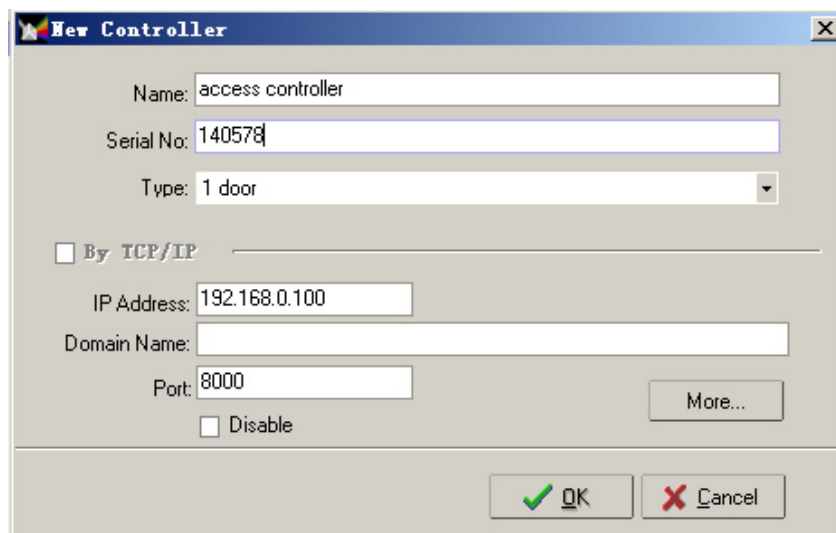 New Controller
Name: access controller
Serial No: 140578
Type: 1 door
By TCP/IP
IP Address: 192.168.0.100
Domain Name:
Port: 8000
More...
Disable
OK Cancel